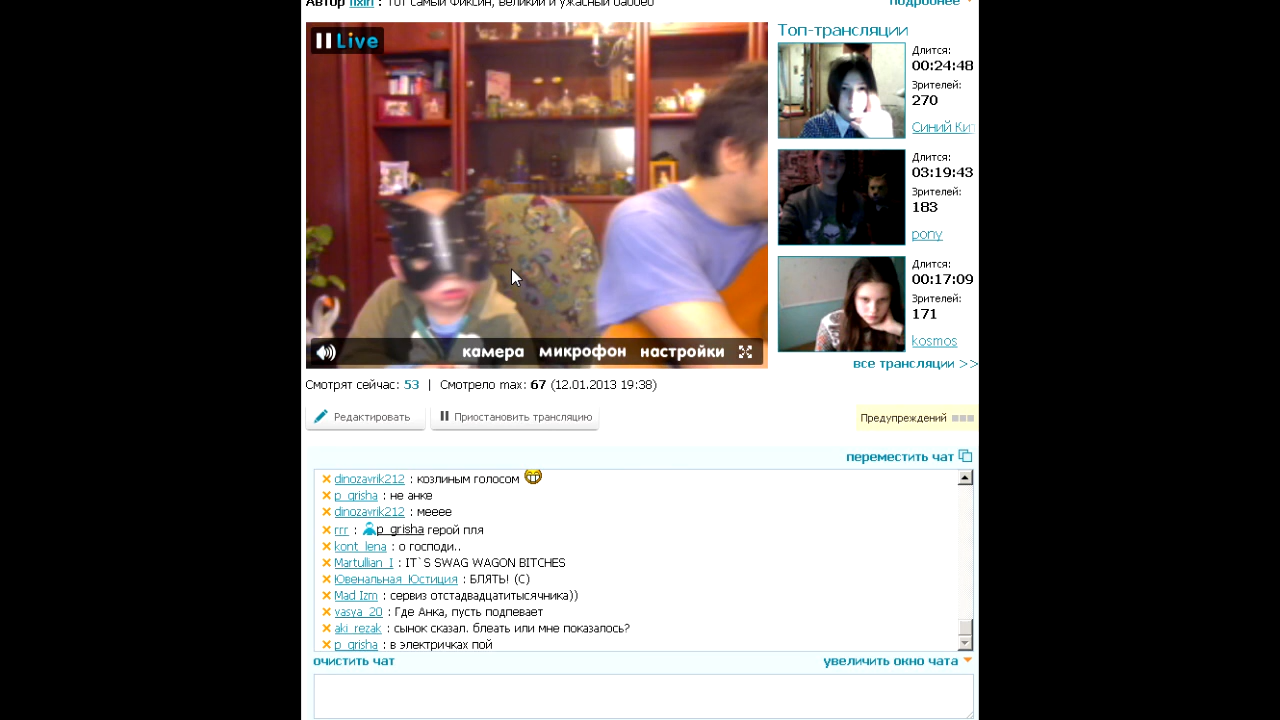 Автор fixin : Тот самый Фиксин, великий и ужасный
подробнее
Live
камера микрофон настройки
Смотрят сейчас: 53 | Смотрело max: 67 (12.01.2013 19:38)
Редактировать
Приостановить трансляцию
Предупреждений
Топ-трансляции
Длится:
00:24:48
Зрителей:
270
Синий Ки
Длится:
03:19:43
Зрителей:
183
pony
Длится:
00:17:09
Зрителей:
171
kosmos
все трансляции >>
переместить чат
dinozavrik212 : козлиным голосом
p_grisha : не анке
dinozavrik212 : мееее
rrr : p_grisha герой пля
kont_lena : о господи..
Martullian_I : IT`S SWAG WAGON BITCHES
Ювенальная_Юстиция : БЛЯТЬ! (С)
Mad Izm : сервиз отстадвадцатитысячника))
vasya_20 : Где Анка, пусть подпевает
aki_rezak : сынок сказал. блеать или мне показалось?
p_grisha : в электричках пой
очистить чат
увеличить окно чата